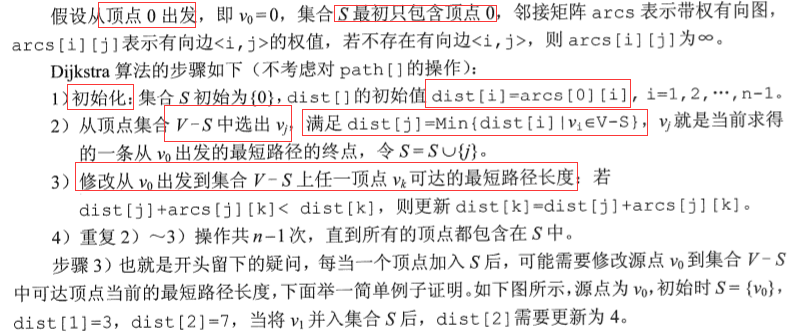 假设从顶点 0 出发，即 v₀=0，集合 S 最初只包含顶点 0，邻接矩阵 arcs 表示带权有向图，
arcs[i][j]表示有向边<i,j>的权值，若不存在有向边<i,j>，则 arcs[i][j]为∞。
Dijkstra 算法的步骤如下（不考虑对 path[]的操作）：
1）初始化：集合 S 初始为{0}，dist[]的初始值 dist[i]=arcs[0][i]，i=1,2,…,n-1。
2）从顶点集合 V−S 中选出 vⱼ，满足 dist[j]=Min{dist[i]|vᵢ∈V-S}，vⱼ就是当前求得
的一条从 v₀ 出发的最短路径的终点，令 S=S∪{j}。
3）修改从 v₀ 出发到集合 V−S 上任一顶点 vₖ 可达的最短路径长度：若
dist[j]+arcs[j][k]< dist[k]，则更新 dist[k]=dist[j]+arcs[j][k]。
4）重复 2）～3）操作共 n−1 次，直到所有的顶点都包含在 S 中。
步骤 3）也就是开头留下的疑问，每当一个顶点加入 S 后，可能需要修改源点 v₀ 到集合 V−S
中可达顶点当前的最短路径长度，下面举一简单例子证明。如下图所示，源点为 v₀，初始时 S={v₀}，
dist[1]=3，dist[2]=7，当将 v₁ 并入集合 S 后，dist[2]需要更新为 4。